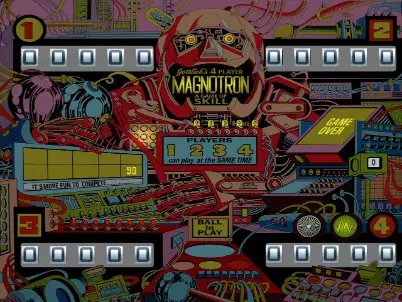 1
2
Gottlieb's 4 PLAYER
MAGNOTRON
A GAME OF
SKILL
PLAYERS
1 2 3 4
can play at the SAME TIME
GAME
OVER
0
90
IT'S MORE FUN TO COMPETE
3
BALL
in
PLAY
4